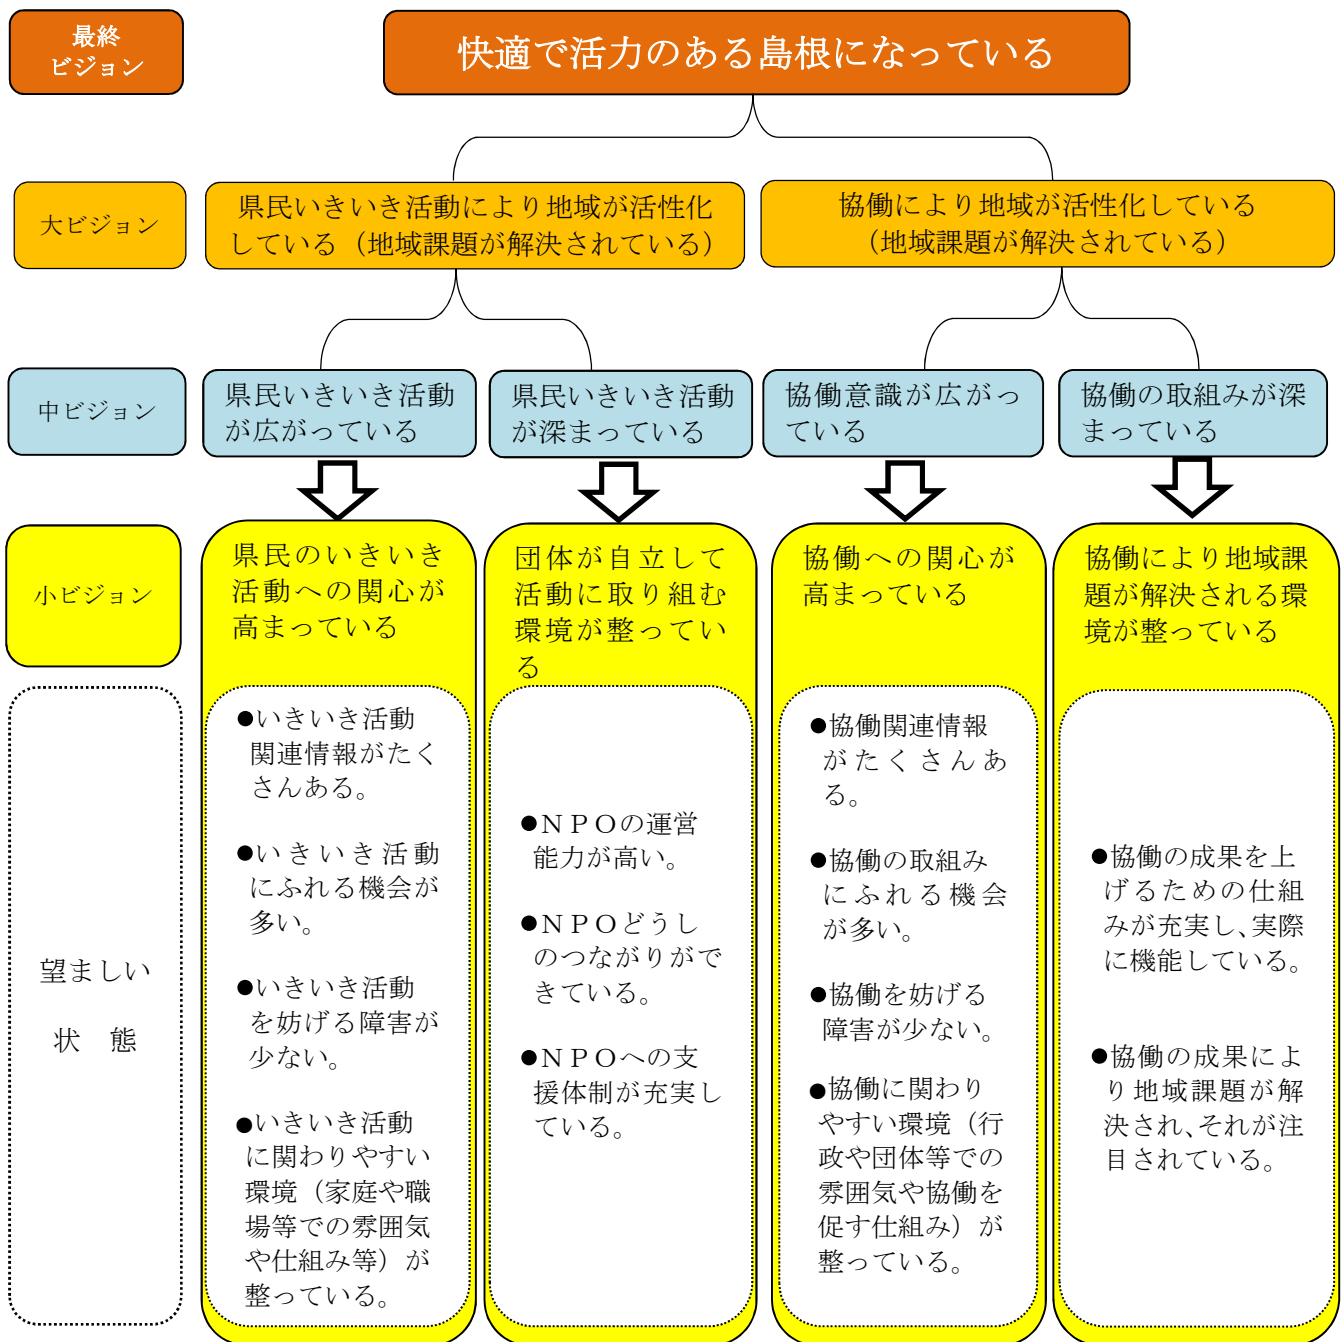 最終
ビジョン
快適で活力のある島根になっている
大ビジョン
県民いきいき活動により地域が活性化
している（地域課題が解決されている）
協働により地域が活性化している
（地域課題が解決されている）
中ビジョン
県民いきいき活動
が広がっている
県民いきいき活動
が深まっている
協働意識が広がっ
ている
協働の取組みが深
まっている
小ビジョン
県民のいきいき
活動への関心が
高まっている
団体が自立して
活動に取り組む
環境が整ってい
る
協働への関心が
高まっている
協働により地域課
題が解決される環
境が整っている
望ましい
状　態
●いきいき活動
関連情報がたく
さんある。
●いきいき活動
にふれる機会が
多い。
●いきいき活動
を妨げる障害が
少ない。
●いきいき活動
に関わりやすい
環境（家庭や職
場等での雰囲気
や仕組み等）が
整っている。
●ＮＰＯの運営
能力が高い。
●ＮＰＯどうし
のつながりがで
きている。
●ＮＰＯへの支
援体制が充実し
ている。
●協働関連情報
がたくさんあ
る。
●協働の取組み
にふれる機会
が多い。
●協働を妨げる
障害が少ない。
●協働に関わり
やすい環境（行
政や団体等での
雰囲気や協働を
促す仕組み）が
整っている。
●協働の成果を上
げるための仕組
みが充実し、実際
に機能している。
●協働の成果によ
り地域課題が解
決され、それが注
目されている。